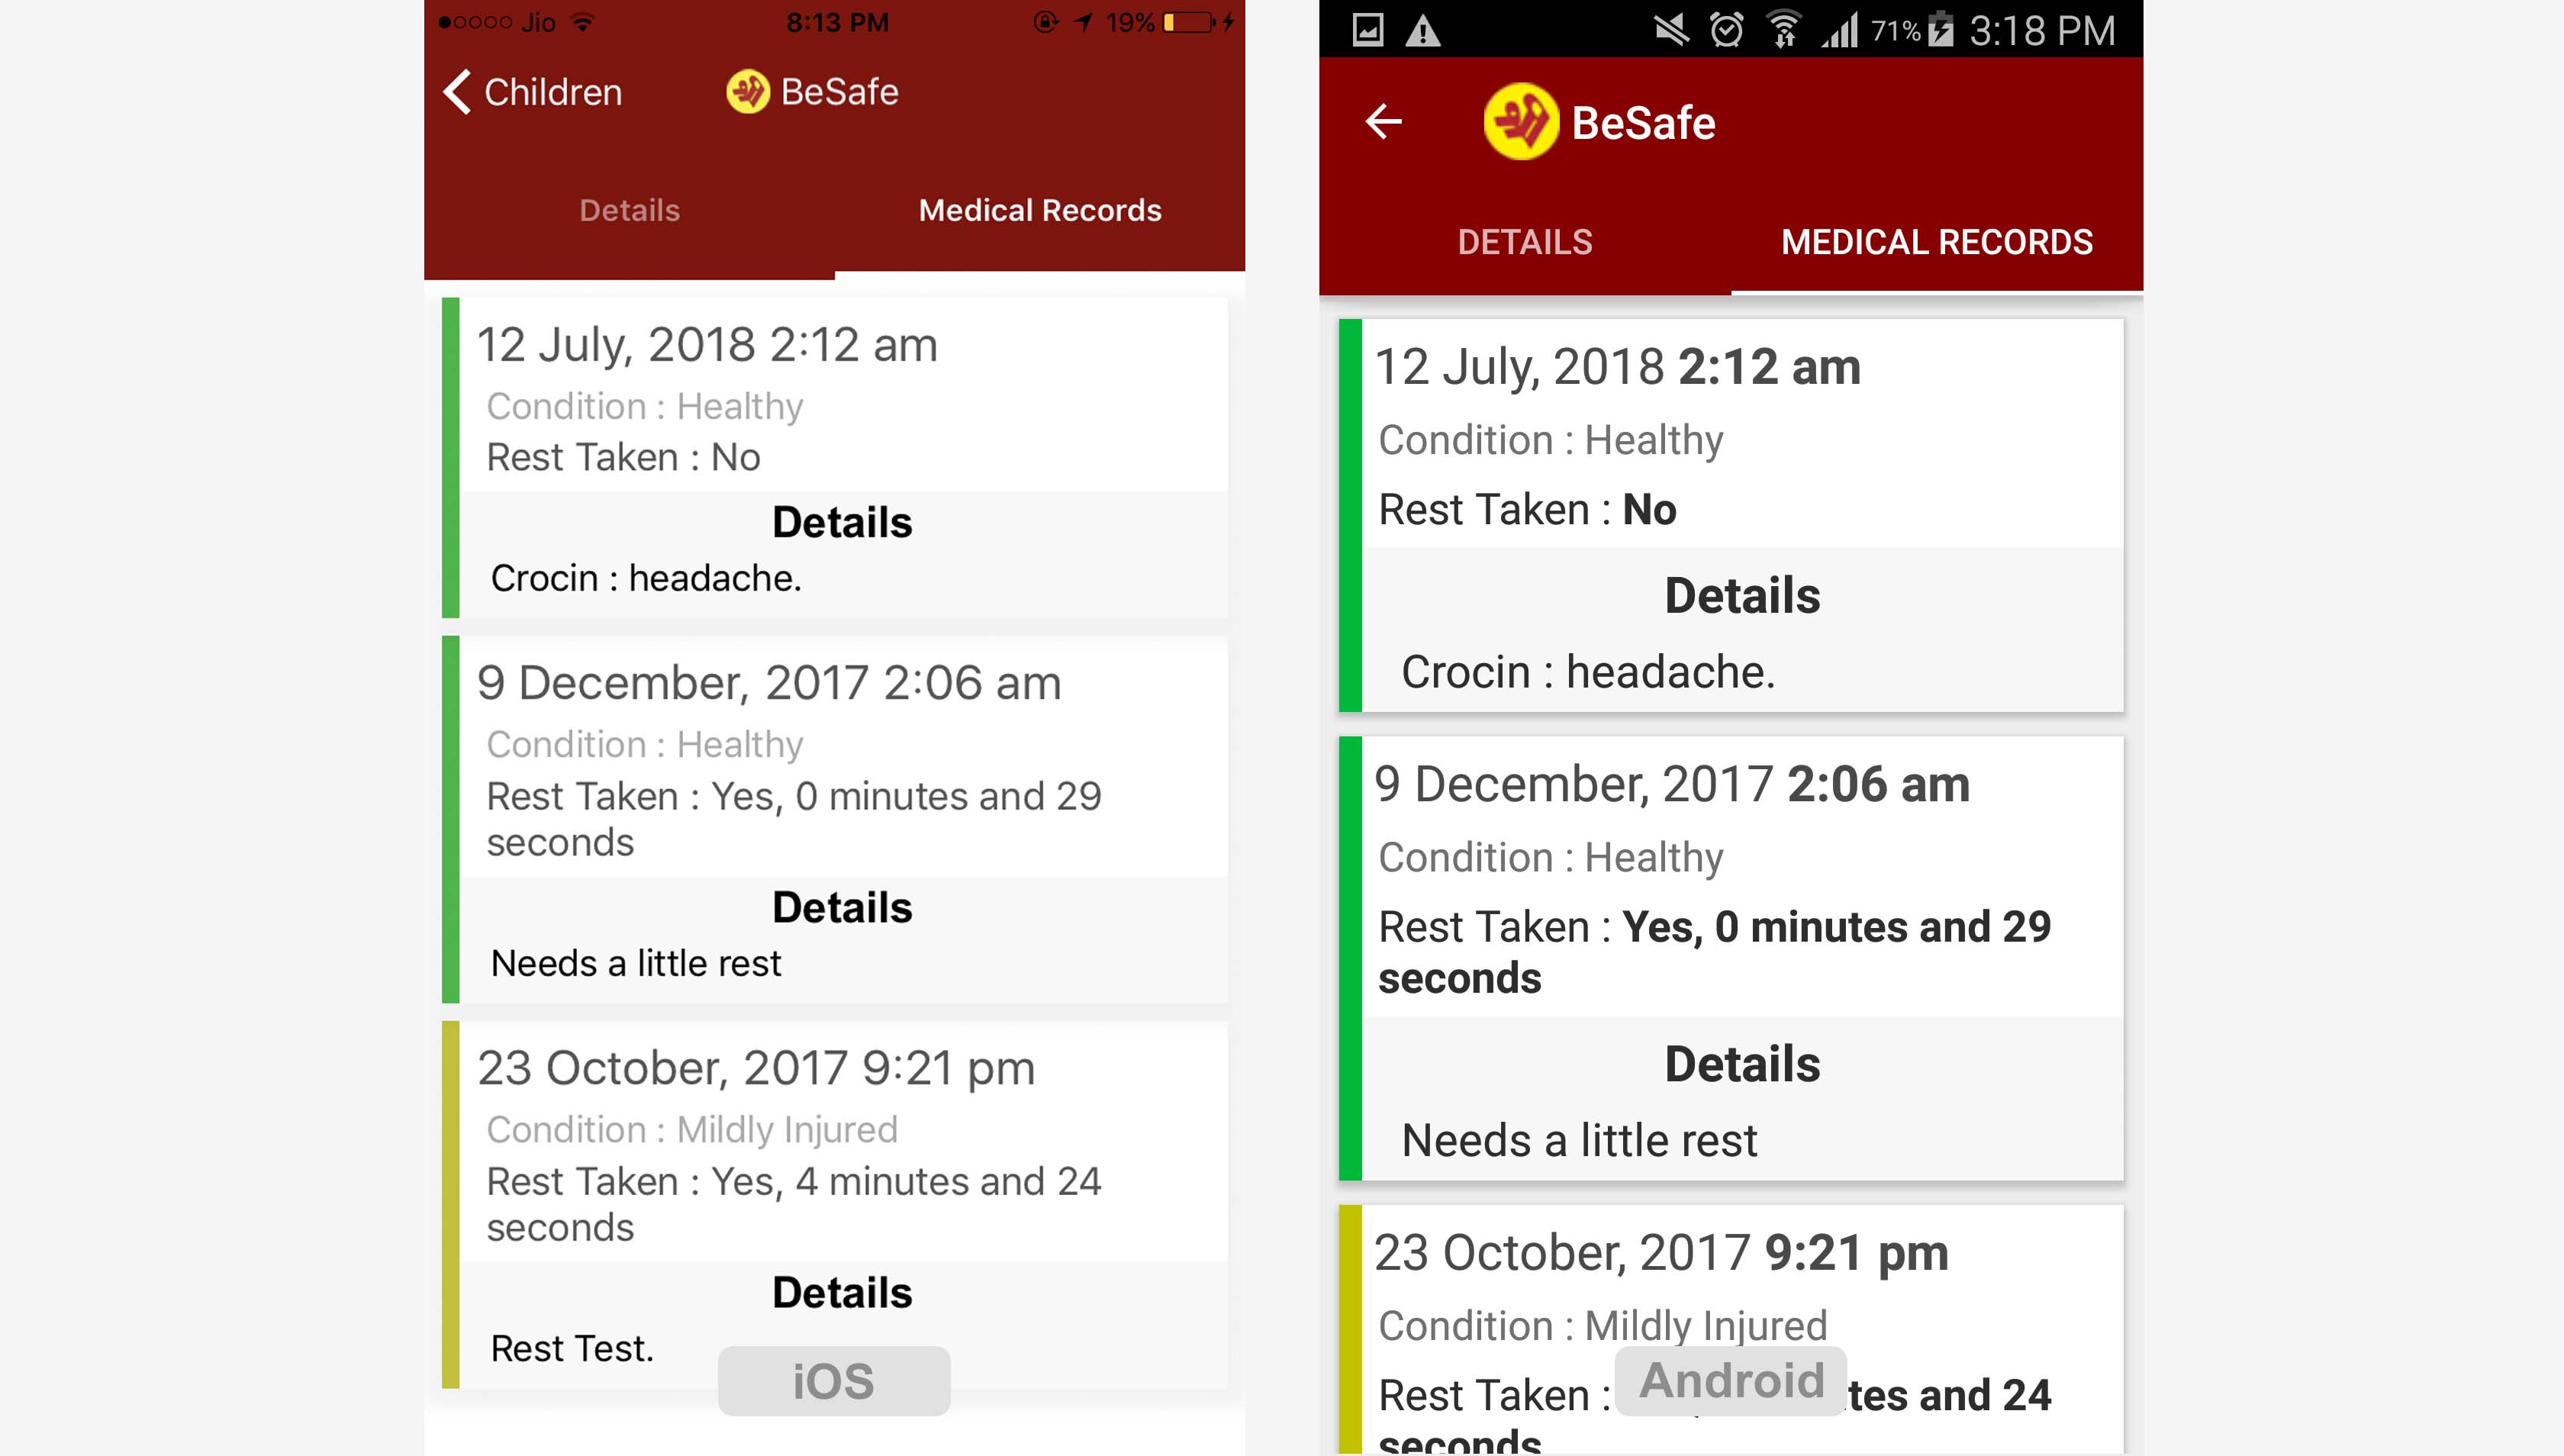 Jio
8:13 PM
19%
Children
BeSafe
Details
Medical Records
12 July, 2018 2:12 am
Condition : Healthy
Rest Taken : No
Details
Crocin : headache.
9 December, 2017 2:06 am
Condition : Healthy
Rest Taken : Yes, 0 minutes and 29
seconds
Details
Needs a little rest
23 October, 2017 9:21 pm
Condition : Mildly Injured
Rest Taken : Yes, 4 minutes and 24
seconds
Details
Rest Test.
iOS
71%
3:18 PM
BeSafe
DETAILS
MEDICAL RECORDS
12 July, 2018 2:12 am
Condition : Healthy
Rest Taken : No
Details
Crocin : headache.
9 December, 2017 2:06 am
Condition : Healthy
Rest Taken : Yes, 0 minutes and 29
seconds
Details
Needs a little rest
23 October, 2017 9:21 pm
Condition : Mildly Injured
Rest Taken : tes and 24
seconds
Android